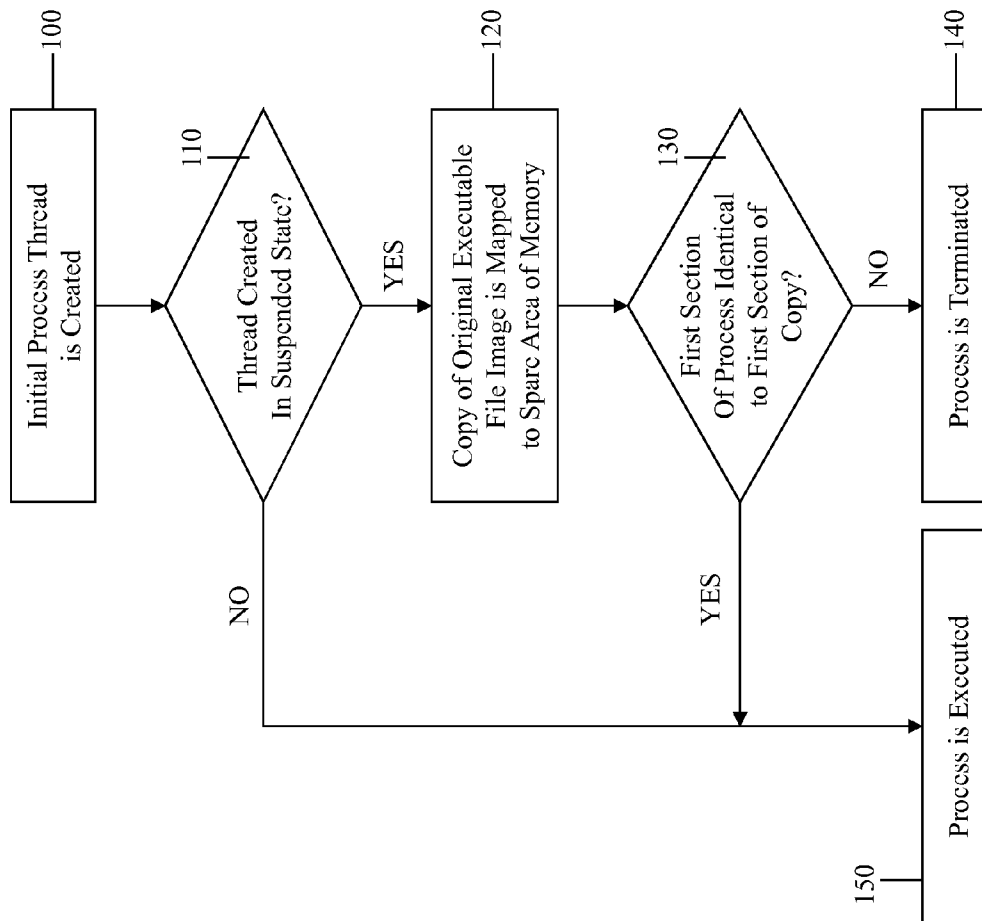 100
Initial Process Thread
is Created
110
Thread Created
In Suspended State?
NO
YES
120
Copy of Original Executable
File Image is Mapped
to Sparc Area of Memory
130
First Section
Of Process Identical
to First Section of
Copy?
YES
NO
140
Process is Terminated
150
Process is Executed